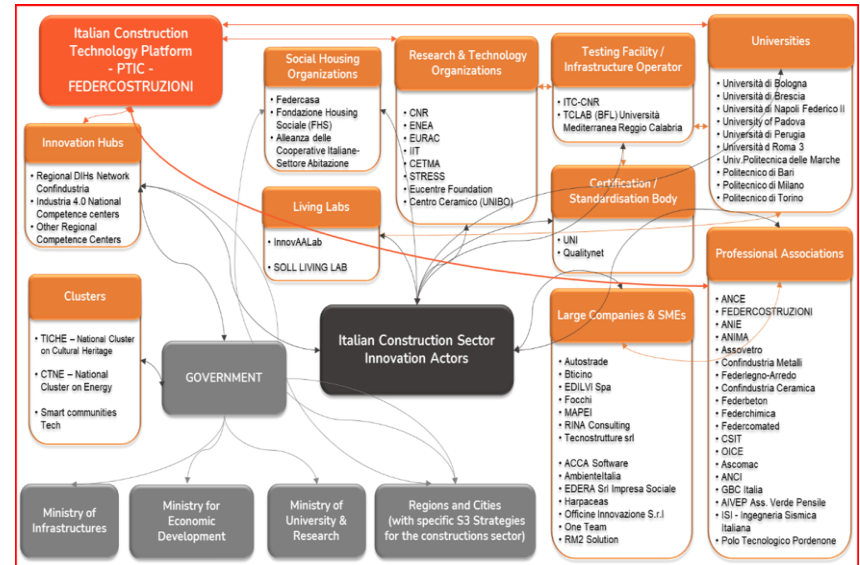 Italian Construction
Technology Platform
- PTIC -
FEDERCOSTRUZIONI
Social Housing
Organizations
• Federcasa
• Fondazione Housing
Sociale (FHS)
• Alleanza delle
Cooperative Italiane-
Settore Abitazione
Research & Technology
Organizations
• CNR
• ENEA
• EURAC
• IIT
• CETMA
• STRESS
• Eucentre Foundation
• Centro Ceramico (UNIBO)
Testing Facility /
Infrastructure Operator
• ITC-CNR
• TCLAB (BFL) Università
Mediterranea Reggio Calabria
Universities
• Università di Bologna
• Università di Brescia
• Università di Napoli Federico II
• University of Padova
• Università di Perugia
• Universitá d Roma 3
• Univ.Politecnica delle Marche
• Politecnico di Bari
• Politecnico di Milano
• Politecnico di Torino
Innovation Hubs
• Regional DIHs Network
Confindustria
• Industria 4.0 National
Competence centers
• Other Regional
Competence Centers
Living Labs
• InnovAALab
• SOLL LIVING LAB
Certification /
Standardisation Body
• UNI
• Qualitynet
Professional Associations
• ANCE
• FEDERCOSTRUZIONI
• ANIE
• ANIMA
• Assovetro
• Confindustria Metalli
• Federlegno-Arredo
• Confindustria Ceramica
• Federbeton
• Federchimica
• Federcomated
• CSIT
• OICE
• Ascomac
• ANCI
• GBC Italia
• AIVEP Ass. Verde Pensile
• ISI - Ingegneria Sismica
Italiana
• Polo Tecnologico Pordenone
Clusters
• TICHE – National Cluster
on Cultural Heritage
• CTNE – National
Cluster on Energy
• Smart communities
Tech
GOVERNMENT
Italian Construction Sector
Innovation Actors
Large Companies & SMEs
• Autostrade
• Bticino
• EDILVI Spa
• Focchi
• MAPEI
• RINA Consulting
• Tecnostrutture srl
• ACCA Software
• AmbienteItalia
• EDERA Srl Impresa Sociale
• Harpaceas
• Officine Innovazione S.r.l
• One Team
• RM2 Solution
Ministry of
Infrastructures
Ministry for
Economic
Development
Ministry of
University &
Research
Regions and Cities
(with specific S3 Strategies
for the constructions sector)